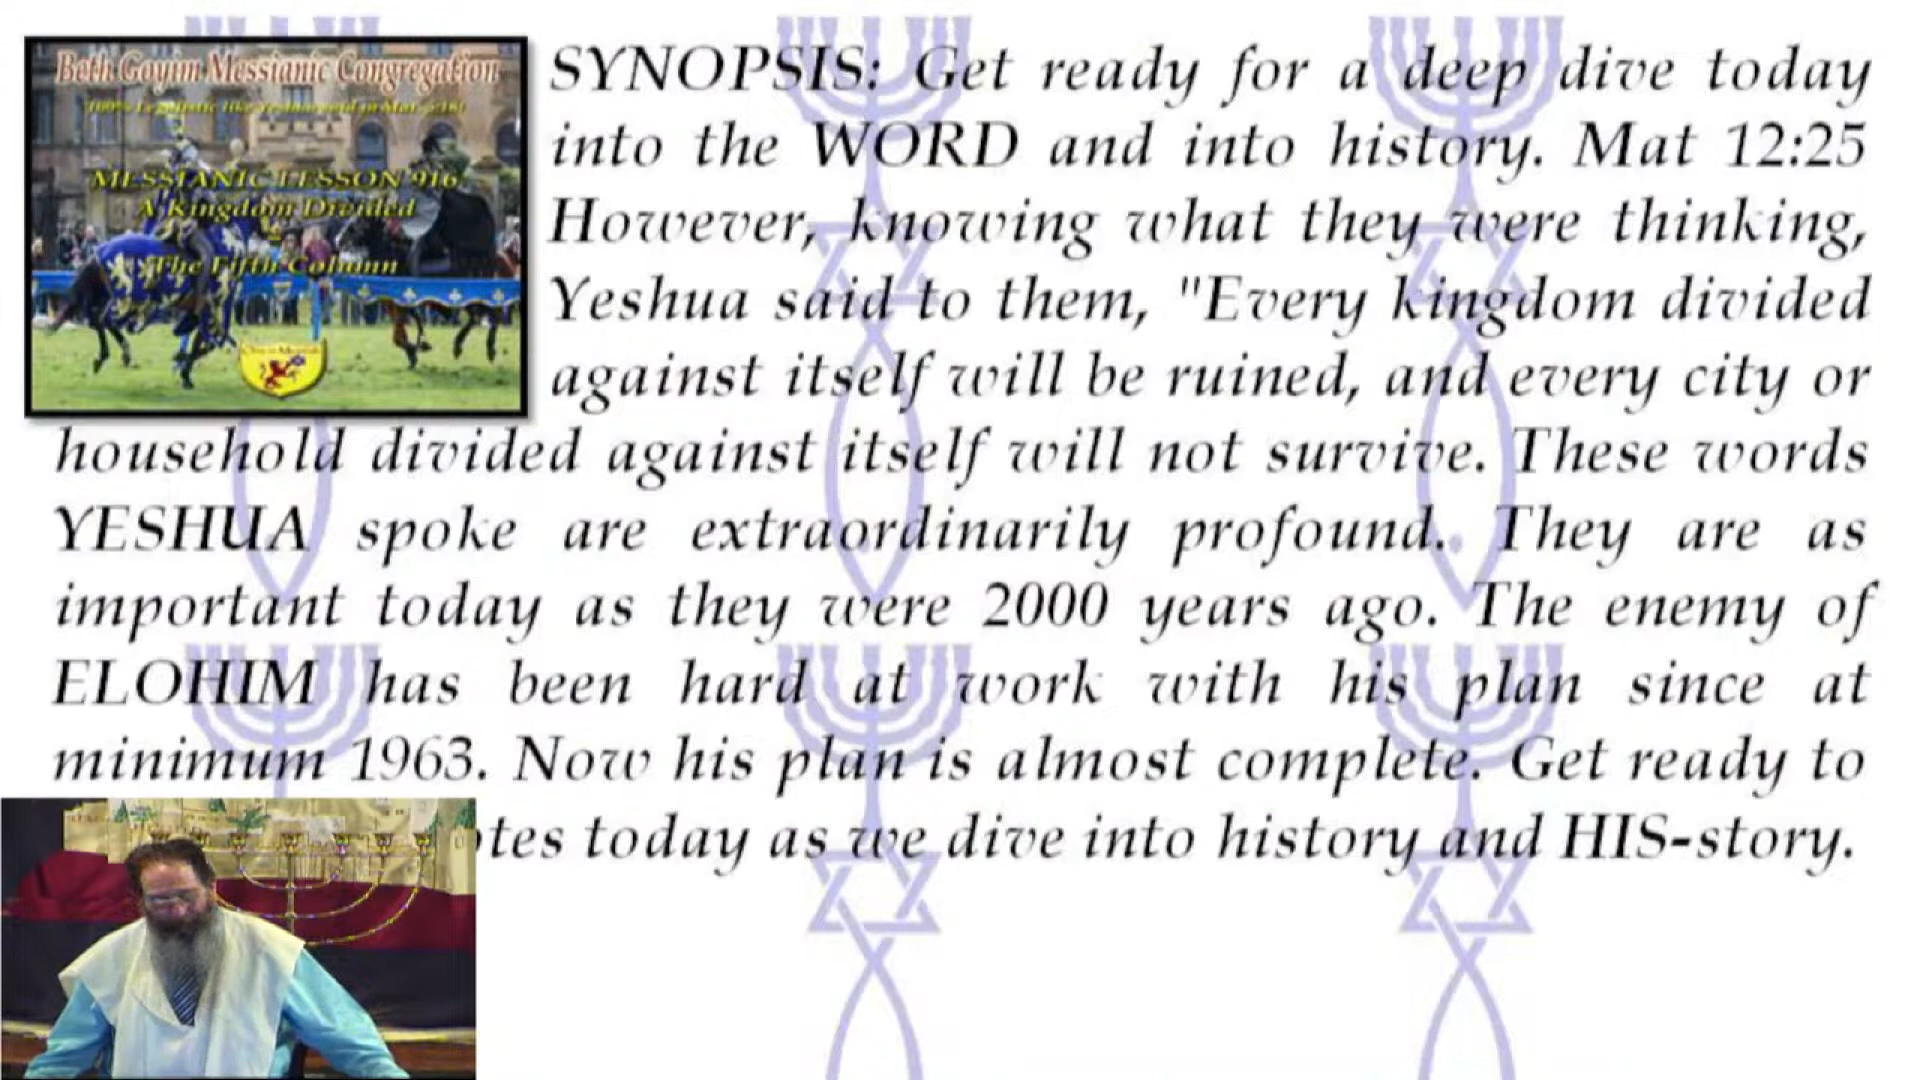 Beth Goyim Messianic Congregation
MESSIANIC LESSON 916
A Kingdom Divided
The Fifth Column
SYNOPSIS: Get ready for a deep dive today
into the WORD and into history. Mat 12:25
However, knowing what they were thinking,
Yeshua said to them, "Every kingdom divided
against itself will be ruined, and every city or
household divided against itself will not survive. These words
YESHUA spoke are extraordinarily profound. They are as
important today as they were 2000 years ago. The enemy of
ELOHIM has been hard at work with his plan since at
minimum 1963. Now his plan is almost complete. Get ready to
otes today as we dive into history and HIS-story.